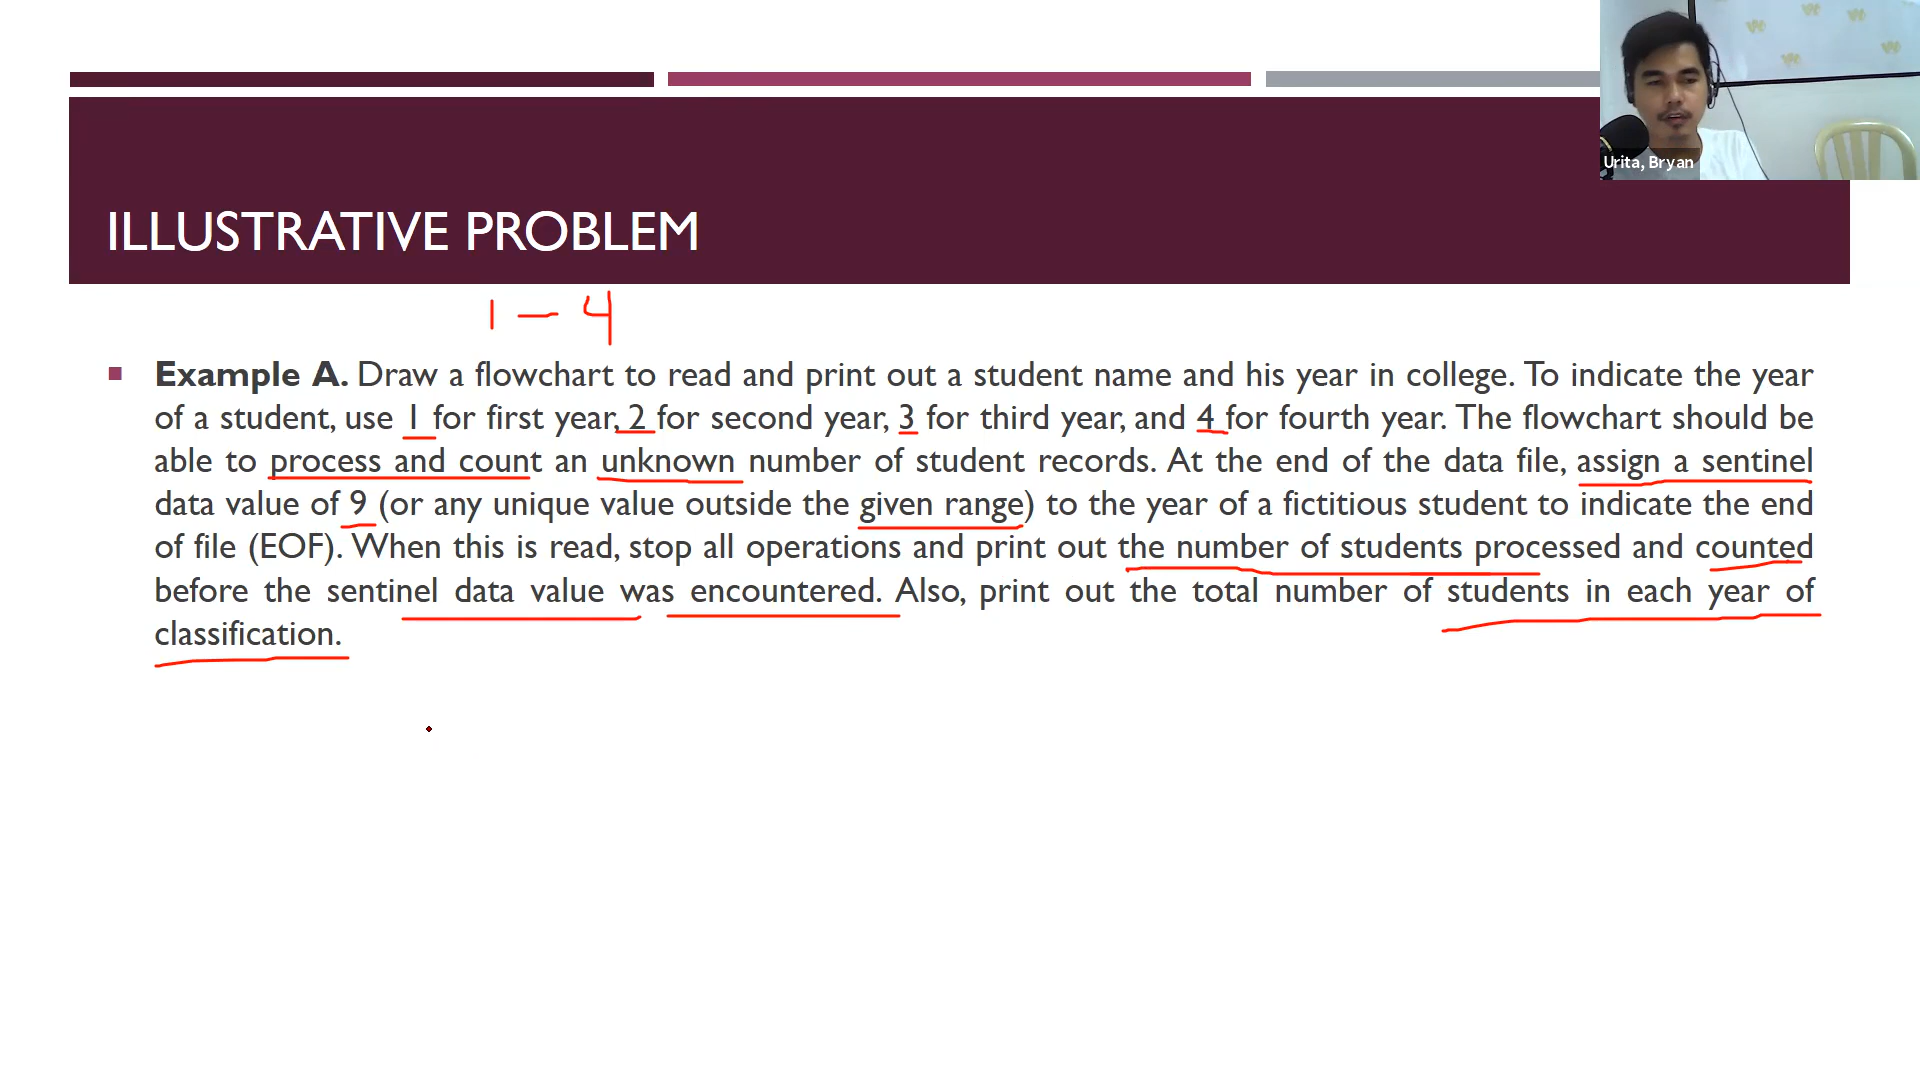 Urita, Bryan
ILLUSTRATIVE PROBLEM
1 - 4
Example A. Draw a flowchart to read and print out a student name and his year in college. To indicate the year
of a student, use 1 for first year, 2 for second year, 3 for third year, and 4 for fourth year. The flowchart should be
able to process and count an unknown number of student records. At the end of the data file, assign a sentinel
data value of 9 (or any unique value outside the given range) to the year of a fictitious student to indicate the end
of file (EOF). When this is read, stop all operations and print out the number of students processed and counted
before the sentinel data value was encountered. Also, print out the total number of students in each year of
classification.